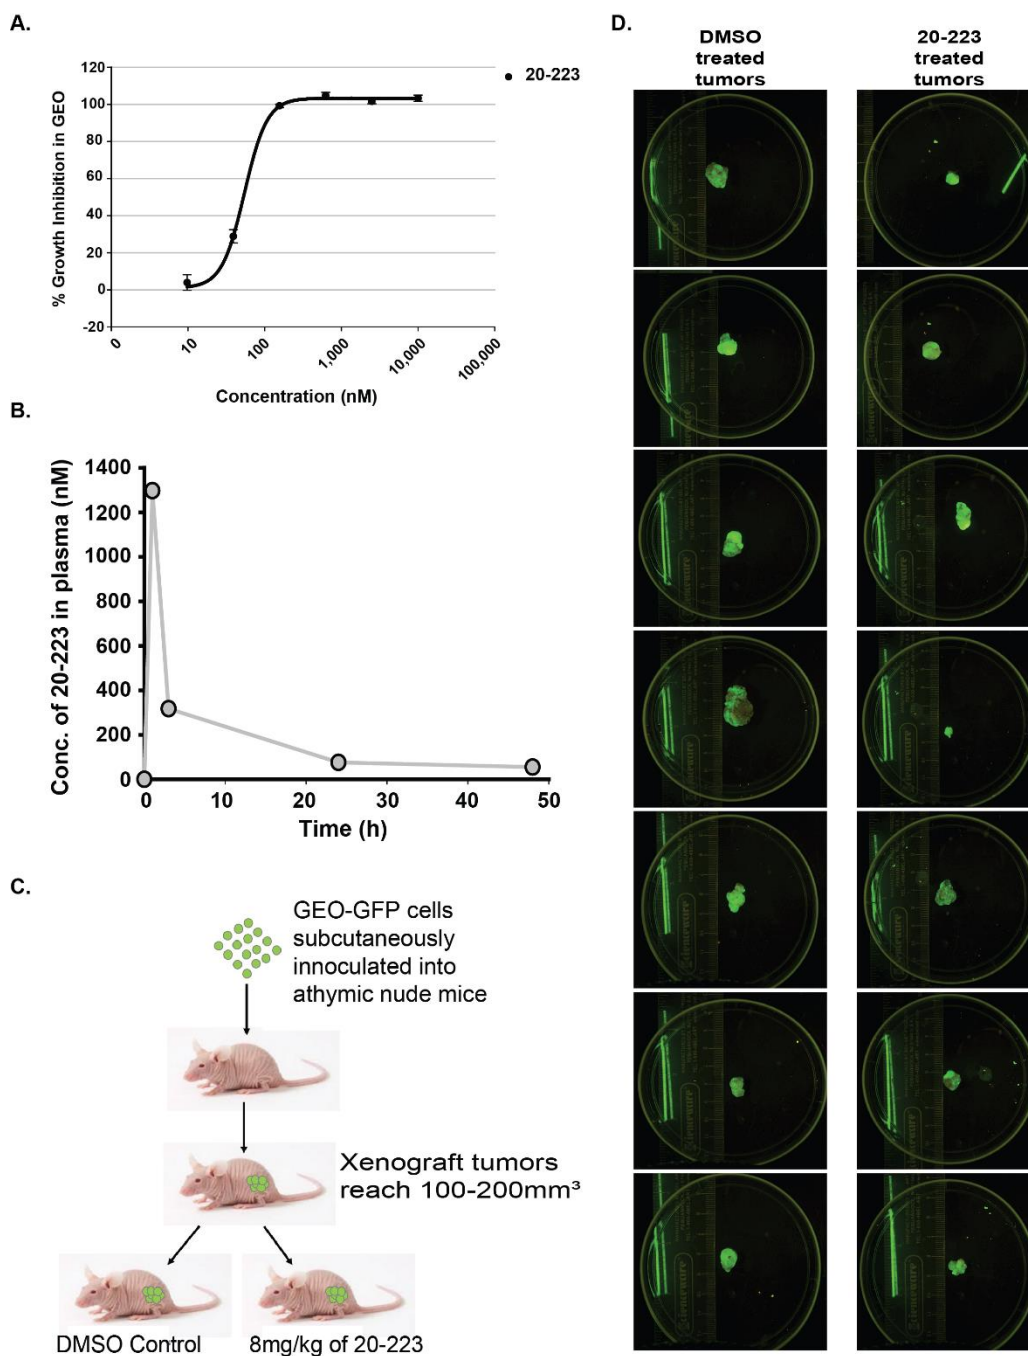 A.
120
100
80
60
40
20
0
-20
% Growth Inhibition in GEO
0
10
100
1,000
10,000
100,000
Concentration (nM)
20-223
B.
1400
1200
1000
800
600
400
200
0
Conc. of 20-223 in plasma (nM)
0
10
20
30
40
50
Time (h)
C.
GEO-GFP cells
subcutaneously
innoculated into
athymic nude mice
Xenograft tumors
reach 100-200mm³
DMSO Control
8mg/kg of 20-223
D.
DMSO
treated
tumors
20-223
treated
tumors